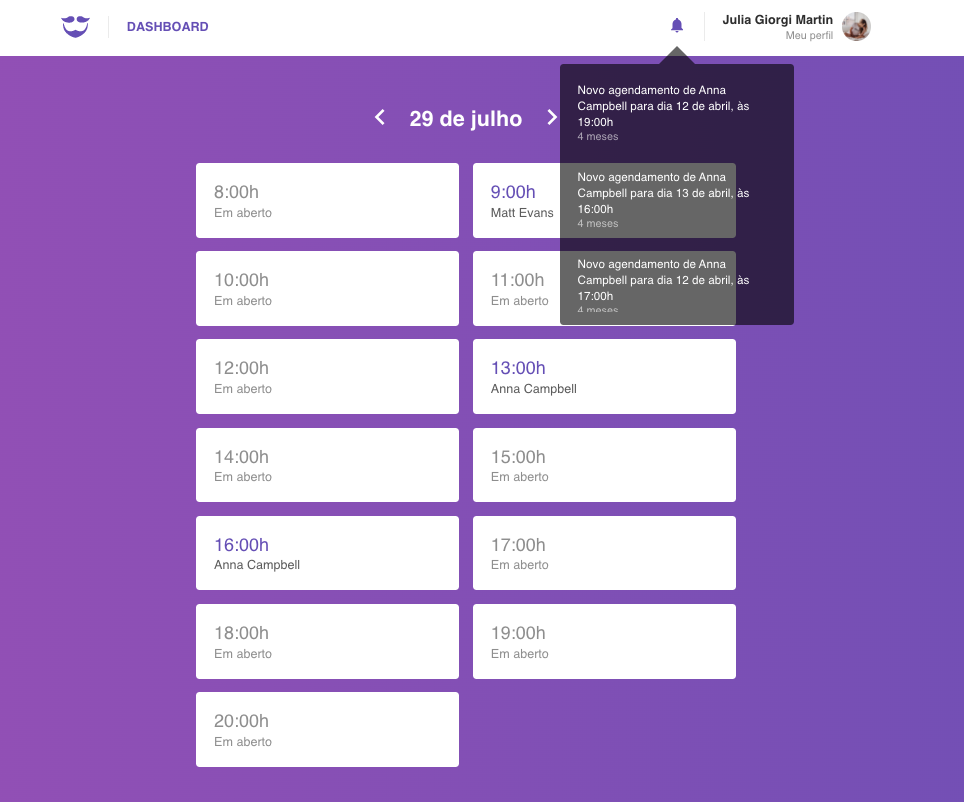 DASHBOARD
Julia Giorgi Martin
Meu perfil
29 de julho
Novo agendamento de Anna
Campbell para dia 12 de abril, às
19:00h
4 meses
Novo agendamento de Anna
Campbell para dia 13 de abril, às
16:00h
4 meses
Novo agendamento de Anna
Campbell para dia 12 de abril, às
17:00h
4 meses
8:00h
Em aberto
9:00h
Matt Evans
10:00h
Em aberto
11:00h
Em aberto
12:00h
Em aberto
13:00h
Anna Campbell
14:00h
Em aberto
15:00h
Em aberto
16:00h
Anna Campbell
17:00h
Em aberto
18:00h
Em aberto
19:00h
Em aberto
20:00h
Em aberto